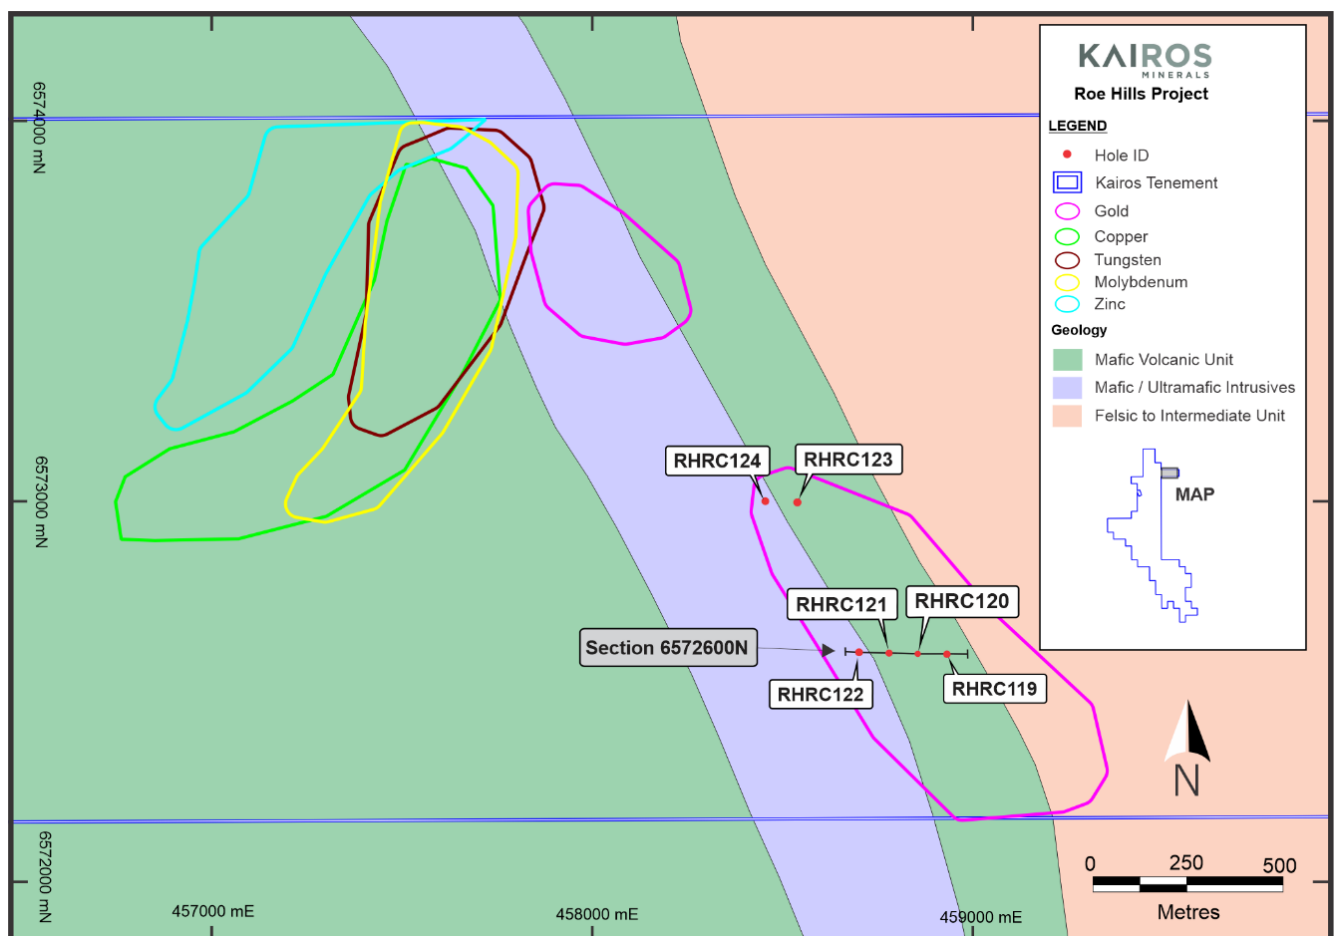 KAIROS
MINERALS
Roe Hills Project
LEGEND
Hole ID
Kairos Tenement
Gold
Copper
Tungsten
Molybdenum
Zinc
Geology
Mafic Volcanic Unit
Mafic / Ultramafic Intrusives
Felsic to Intermediate Unit
MAP
6574000 mN
6573000 mN
6572000 mN
RHRC124
RHRC123
RHRC121
RHRC120
Section 6572600N
RHRC122
RHRC119
N
0 250 500
Metres
457000 mE
458000 mE
459000 mE